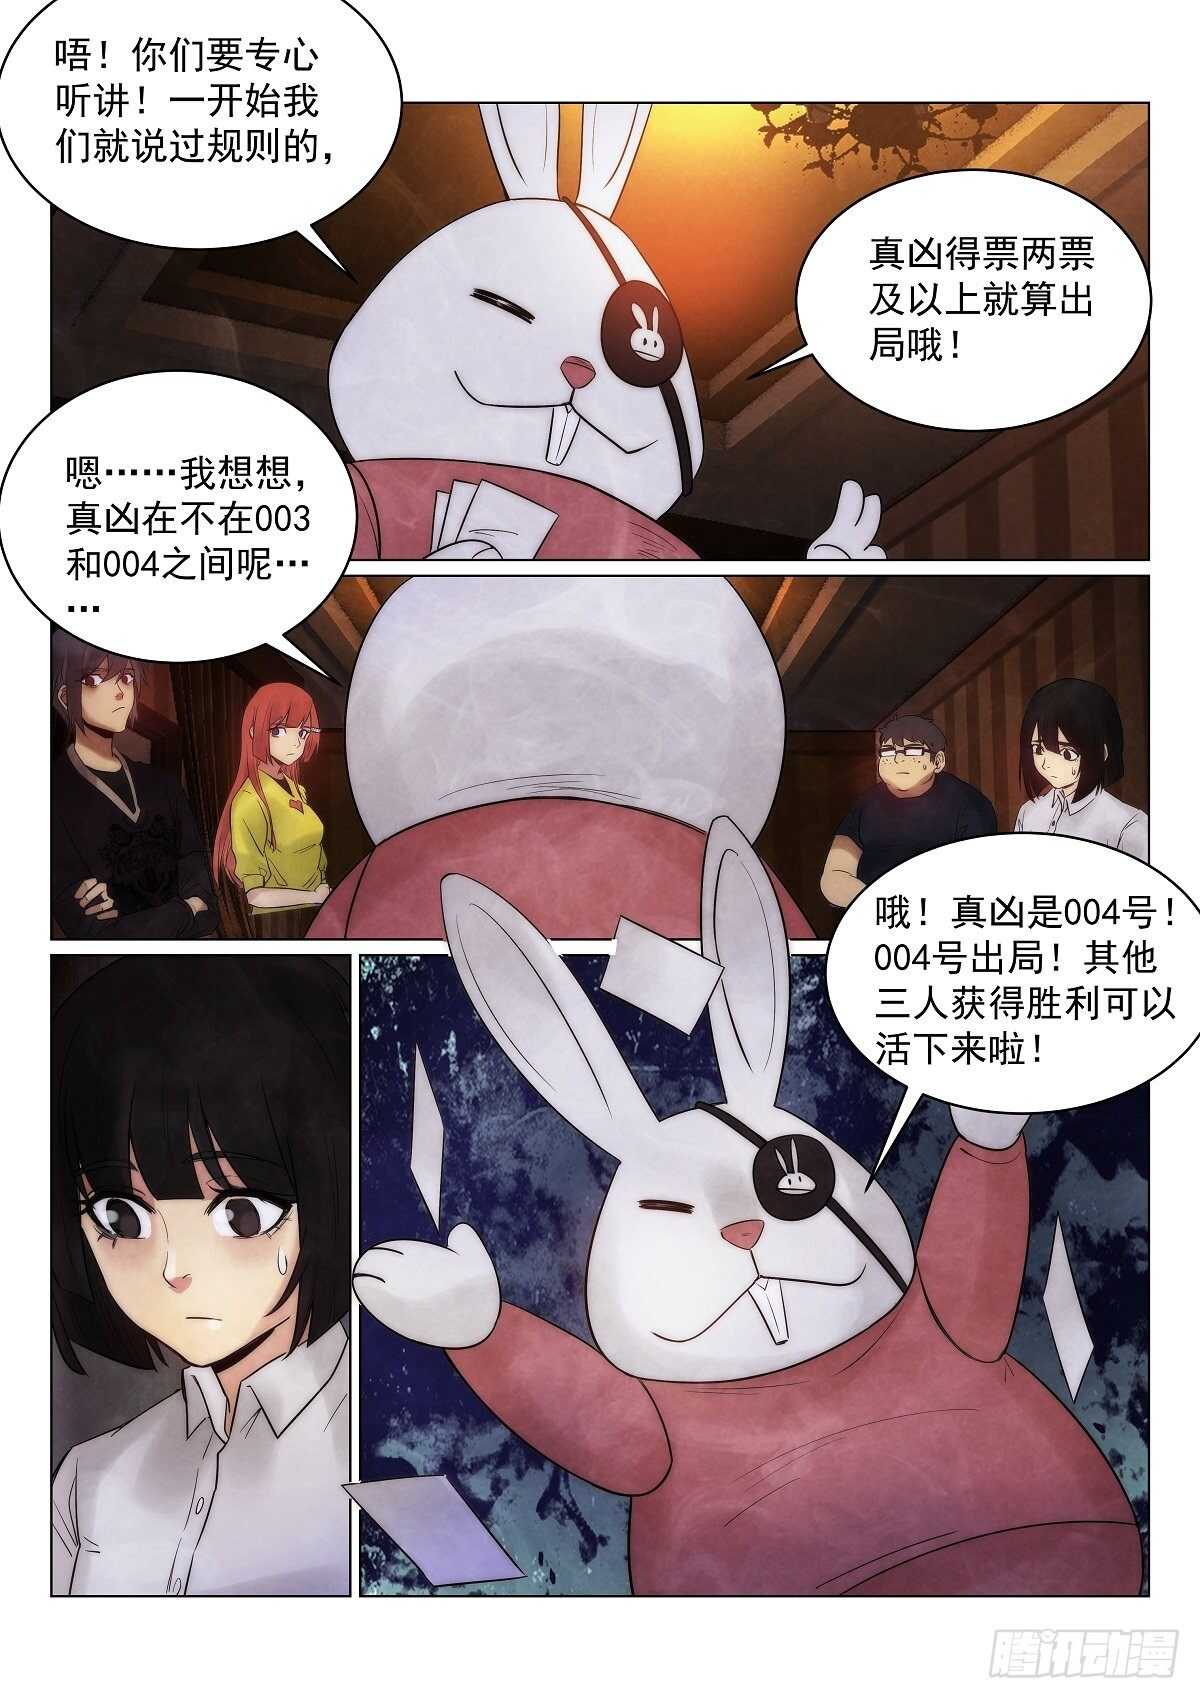 唔！你们要专心
听讲！一开始我
们就说过规则的，
真凶得票两票
及以上就算出
局哦！
嗯……我想想，
真凶在不在003
和004之间呢…
…
哦！真凶是004号！
004号出局！其他
三人获得胜利可以
活下来啦！
腾讯动漫